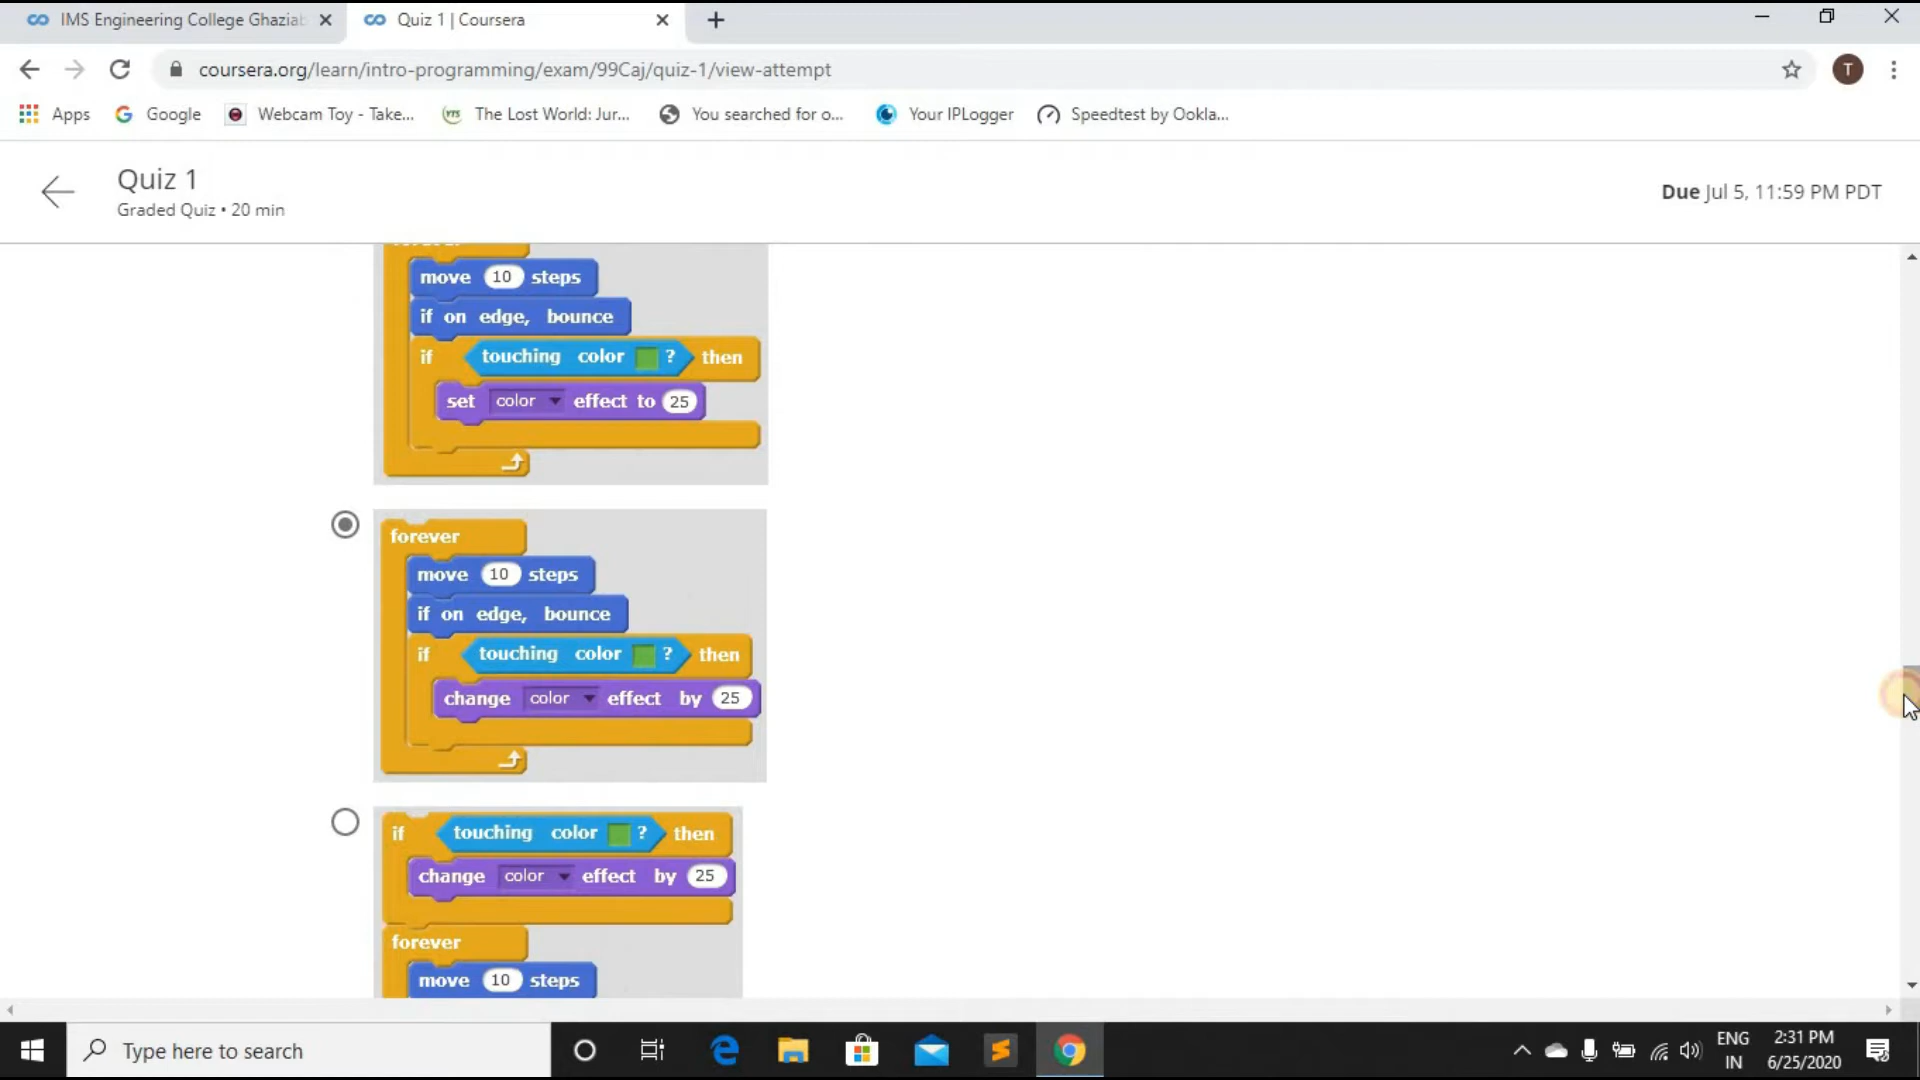 IMS Engineering College Ghaziab
Quiz 1 | Coursera
coursera.org/learn/intro-programming/exam/99Caj/quiz-1/view-attempt
T
Apps
Google
Webcam Toy - Take...
The Lost World: Jur...
You searched for o...
Your IPLogger
Speedtest by Ookla...
Quiz 1
Graded Quiz • 20 min
Due Jul 5, 11:59 PM PDT
move 10 steps
if on edge, bounce
if touching color ? then
set color effect to 25
forever
move 10 steps
if on edge, bounce
if touching color ? then
change color effect by 25
if touching color ? then
change color effect by 25
forever
move 10 steps
Type here to search
ENG
IN
2:31 PM
6/25/2020